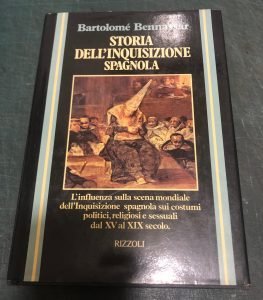 Bartolomé Bennassar
STORIA
DELL'INQUISIZIONE
SPAGNOLA
L'influenza sulla scena mondiale
dell'Inquisizione spagnola sui costumi
politici, religiosi e sessuali
dal XV al XIX secolo.
RIZZOLI